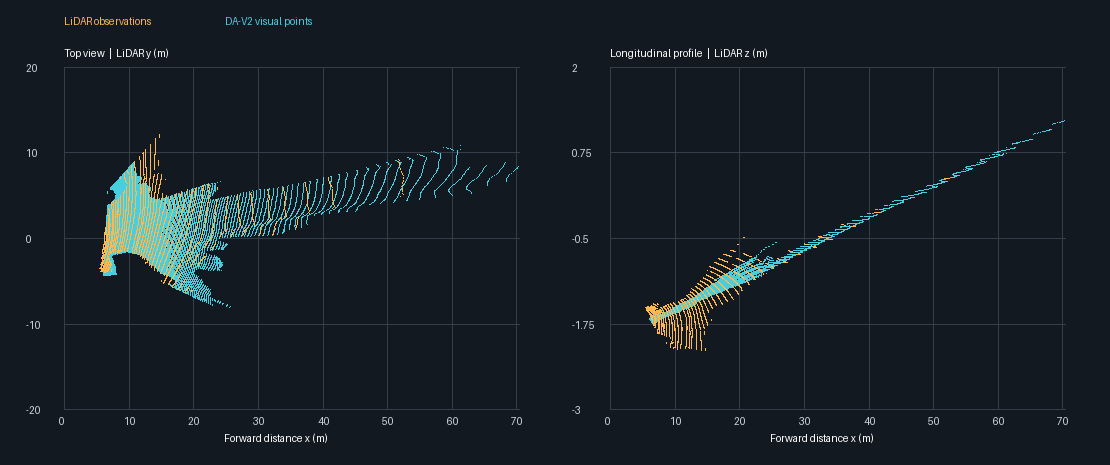 LiDAR observations
DA-V2 visual points
Top view | LiDAR y (m)
20
10
0
-10
-20
0 10 20 30 40 50 60 70
Forward distance x (m)
Longitudinal profile | LiDAR z (m)
2
0.75
-0.5
-1.75
-3
0 10 20 30 40 50 60 70
Forward distance x (m)